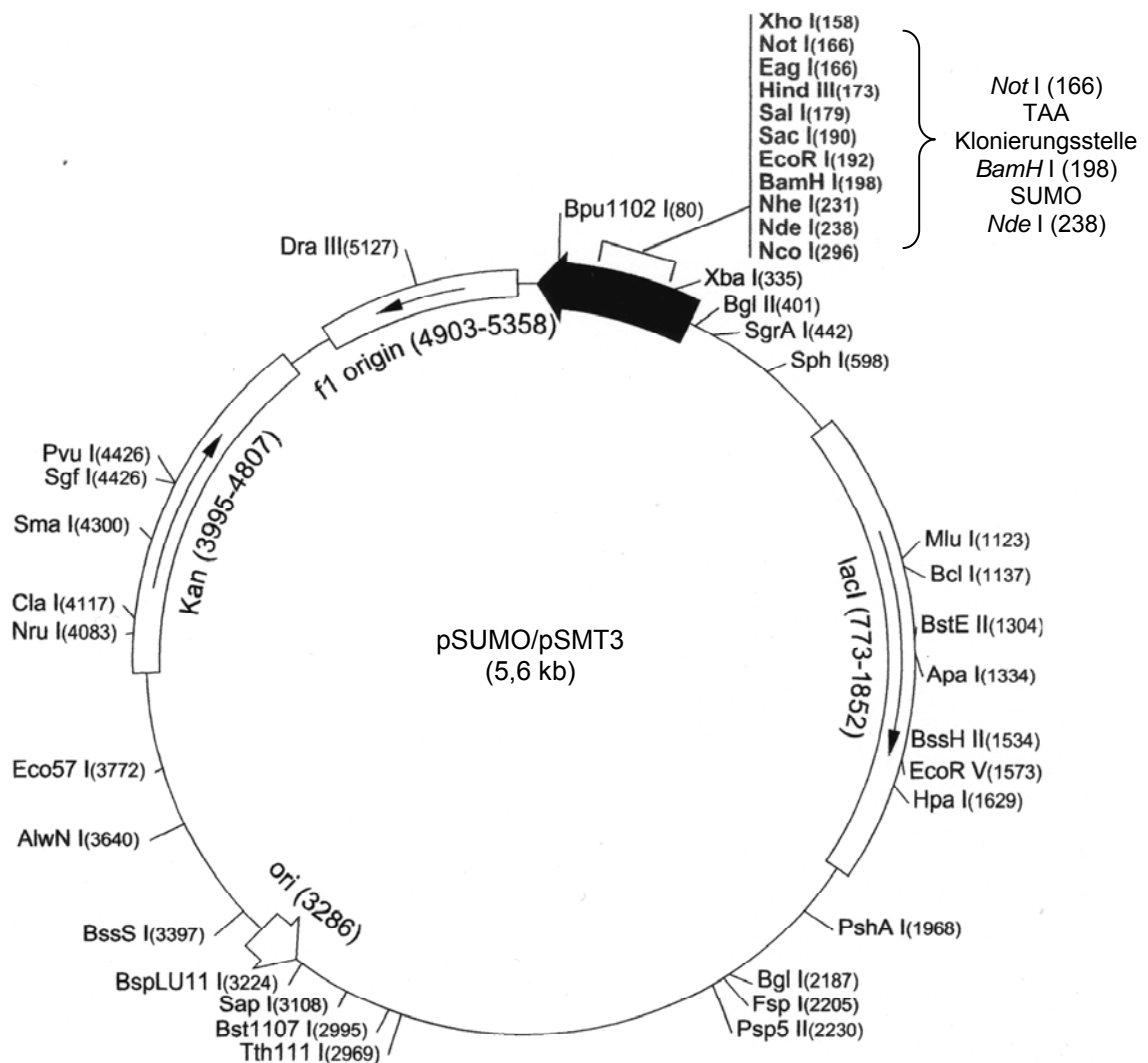 Xho I(158)
Not I(166)
Eag I(166)
Hind III(173)
Sal I(179)
Sac I(190)
EcoR I(192)
BamH I(198)
Nhe I(231)
Nde I(238)
Nco I(296)
Not I (166)
TAA
Klonierungsstelle
BamH I (198)
SUMO
Nde I (238)
Bpu1102 I(80)
Dra III(5127)
Xba I(335)
Bgl II(401)
SgrA I(442)
Sph I(598)
f1 origin (4903-5358)
Pvu I(4426)
Sgf I(4426)
Sma I(4300)
Kan (3995-4807)
Cla I(4117)
Nru I(4083)
Mlu I(1123)
Bcl I(1137)
BstE II(1304)
Apa I(1334)
lacI (773-1852)
pSUMO/pSMT3
(5,6 kb)
BssH II(1534)
EcoR V(1573)
Hpa I(1629)
Eco57 I(3772)
AlwN I(3640)
ori (3286)
BssS I(3397)
PshA I(1968)
BspLU11 I(3224)
Sap I(3108)
Bst1107 I(2995)
Tth111 I(2969)
Bgl I(2187)
Fsp I(2205)
Psp5 II(2230)